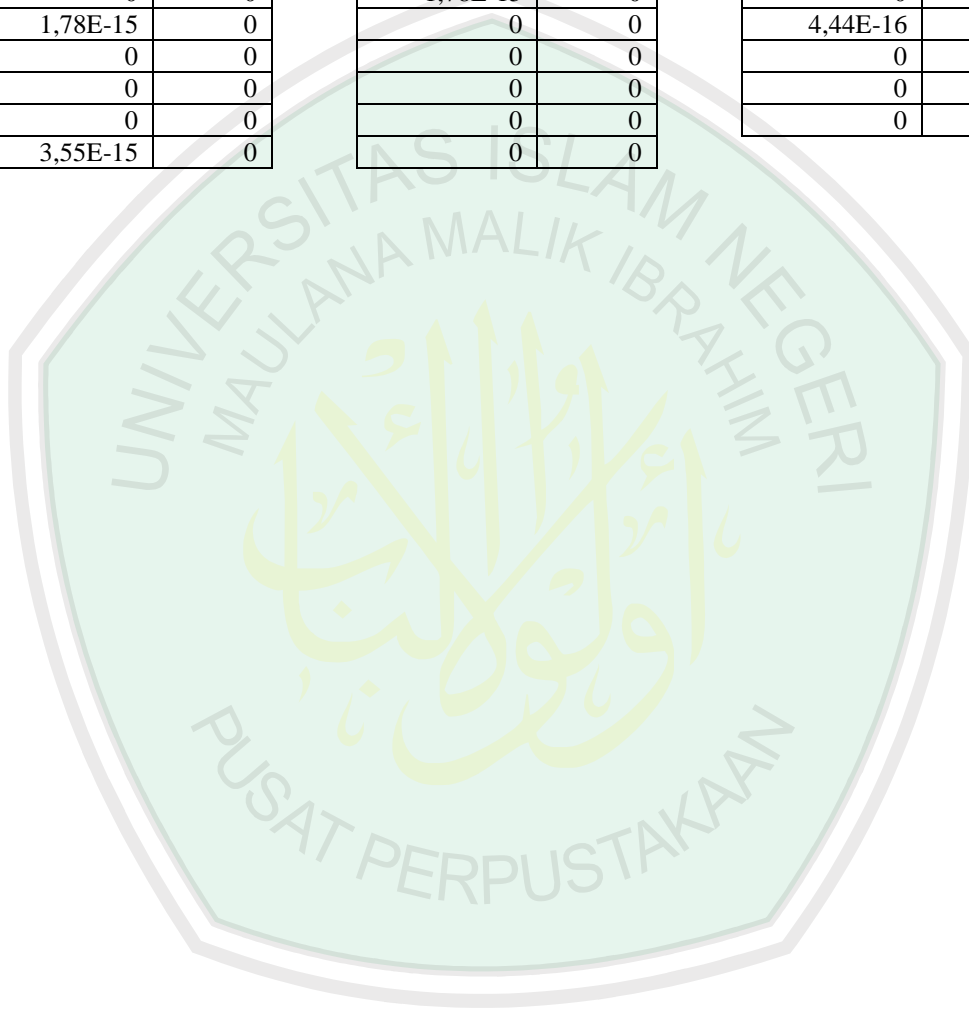 1,78E-15 0 0 0 4,44E-16
0 0 0 0 0
0 0 0 0 0
0 0 0 0 0
3,55E-15 0 0 0
UNIVERSITAS ISLAM NEGERI
MAULANA MALIK IBRAHIM
PUSAT PERPUSTAKAAN